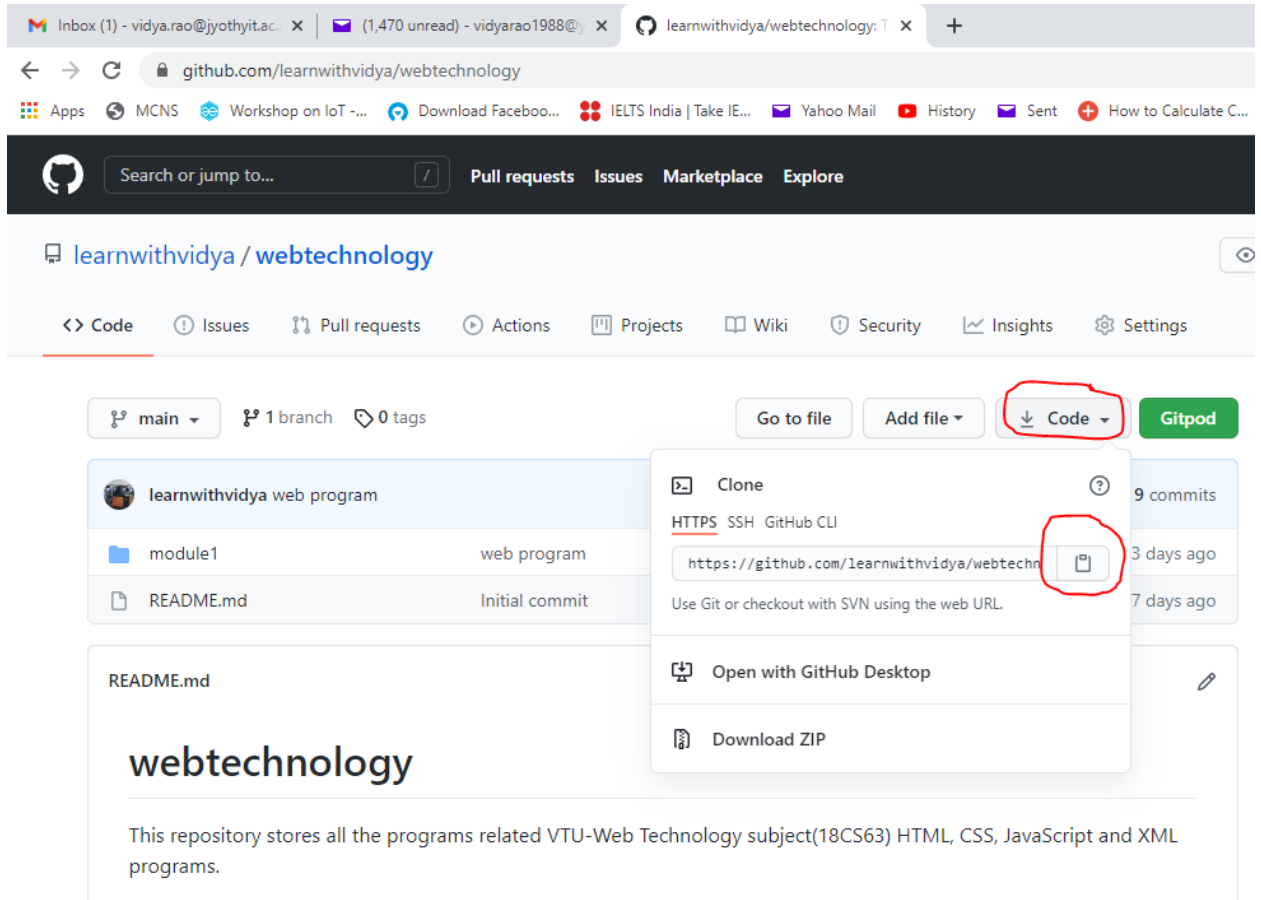 Inbox (1) - vidya.rao@jyothyit.ac. (1,470 unread) - vidyarao1988@y learnwithvidya/webtechnology: T
github.com/learnwithvidya/webtechnology
Apps MCNS Workshop on IoT -... Download Faceboo... IELTS India | Take IE... Yahoo Mail History Sent How to Calculate C...
Search or jump to... / Pull requests Issues Marketplace Explore
learnwithvidya / webtechnology
<> Code Issues Pull requests Actions Projects Wiki Security Insights Settings
main 1 branch 0 tags Go to file Add file Code Gitpod
learnwithvidya web program 9 commits
Clone
HTTPS SSH GitHub CLI
module1 web program 3 days ago
https://github.com/learnwithvidya/webtechn
README.md Initial commit 7 days ago
Use Git or checkout with SVN using the web URL.
Open with GitHub Desktop
Download ZIP
README.md
webtechnology
This repository stores all the programs related VTU-Web Technology subject(18CS63) HTML, CSS, JavaScript and XML
programs.